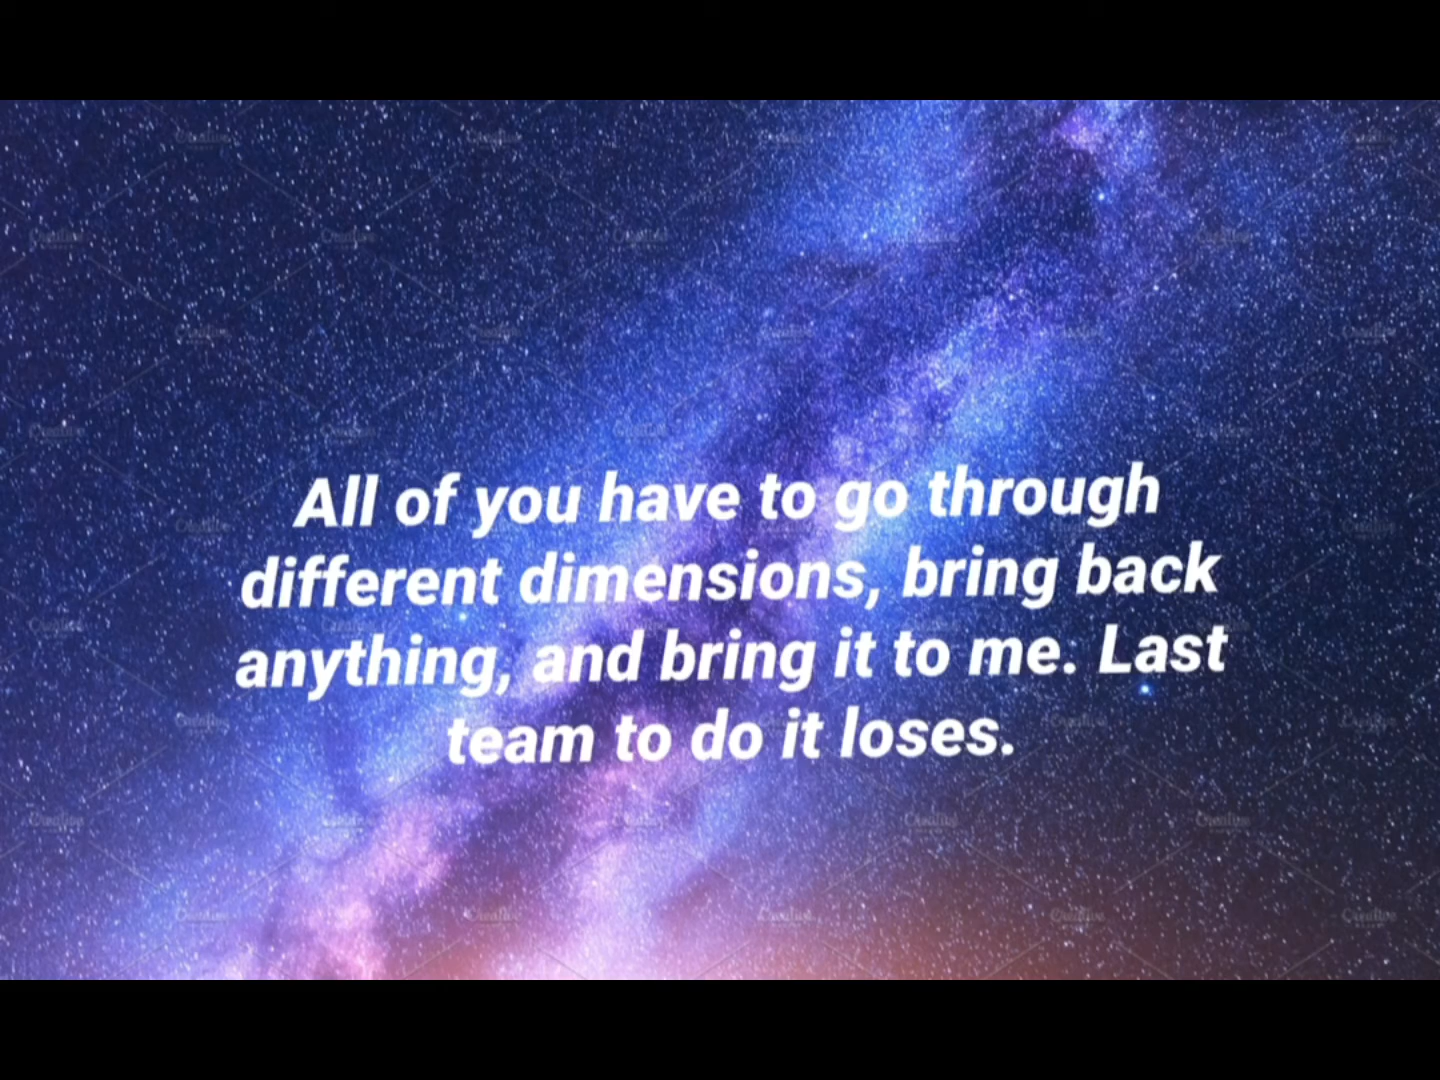 All of you have to go through
different dimensions, bring back
anything, and bring it to me. Last
team to do it loses.